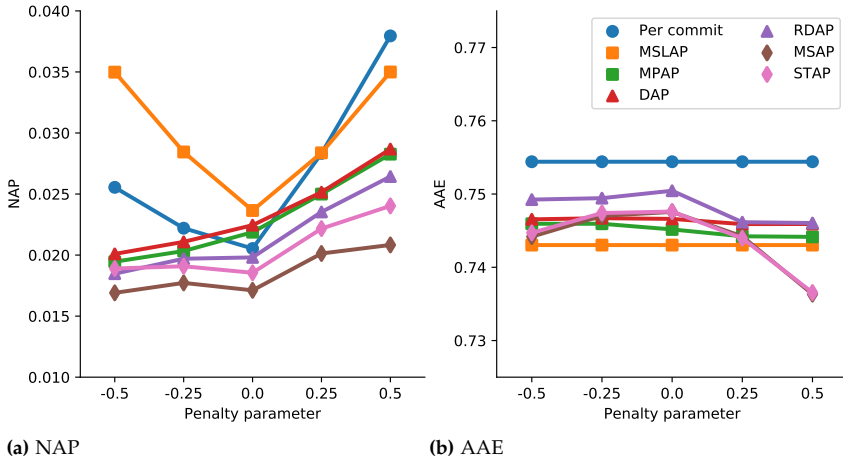 0.040
0.035
0.030
0.025
0.020
0.015
0.010
NAP
-0.5 -0.25 0.0 0.25 0.5
Penalty parameter
0.77
0.76
0.75
0.74
0.73
AAE
Per commit
MSLAP
MPAP
DAP
RDAP
MSAP
STAP
-0.5 -0.25 0.0 0.25 0.5
Penalty parameter
(a) NAP
(b) AAE